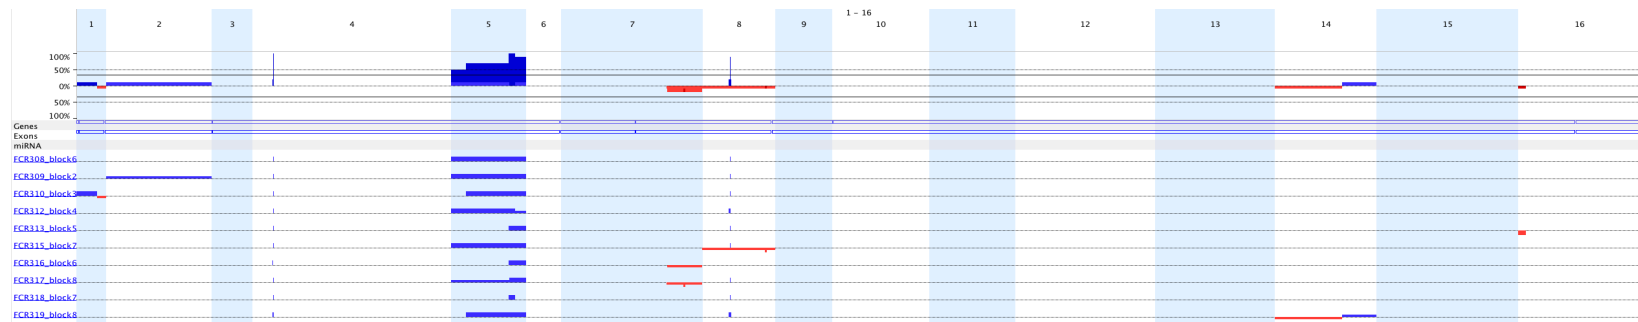 1 - 16
1 2 3 4 5 6 7 8 9 10 11 12 13 14 15 16
100%
50%
0%
50%
100%
Genes
Exons
miRNA
FCR308_block6
FCR309_block2
FCR310_block3
FCR312_block4
FCR313_block5
FCR315_block7
FCR316_block6
FCR317_block8
FCR318_block7
FCR319_block8